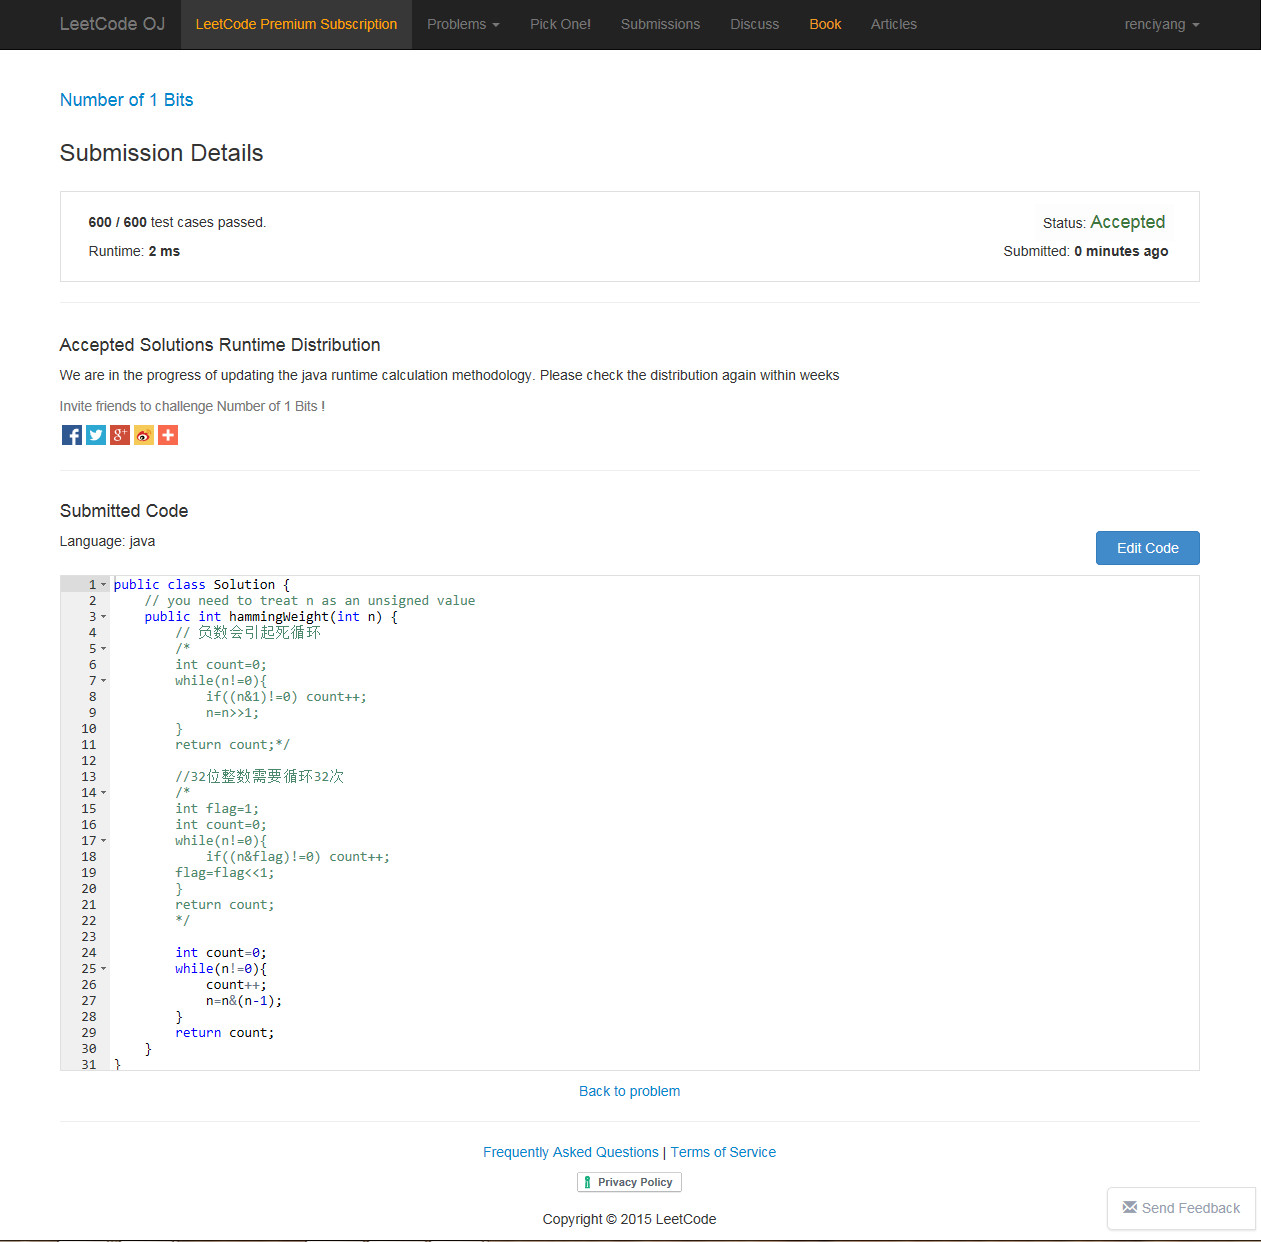 LeetCode OJ LeetCode Premium Subscription Problems Pick One! Submissions Discuss Book Articles renciyang
Number of 1 Bits
Submission Details
600 / 600 test cases passed. Status: Accepted
Runtime: 2 ms Submitted: 0 minutes ago
Accepted Solutions Runtime Distribution
We are in the progress of updating the java runtime calculation methodology. Please check the distribution again within weeks
Invite friends to challenge Number of 1 Bits !
Submitted Code
Language: java
Edit Code
1 public class Solution {
2 // you need to treat n as an unsigned value
3 public int hammingWeight(int n) {
4 // 负数会引起死循环
5 /*
6 int count=0;
7 while(n!=0){
8 if((n&1)!=0) count++;
9 n=n>>1;
10 }
11 return count;*/
12
13 //32位整数需要循环32次
14 /*
15 int flag=1;
16 int count=0;
17 while(n!=0){
18 if((n&flag)!=0) count++;
19 flag=flag<<1;
20 }
21 return count;
22 */
23
24 int count=0;
25 while(n!=0){
26 count++;
27 n=n&(n-1);
28 }
29 return count;
30 }
31 }
Back to problem
Frequently Asked Questions | Terms of Service
Privacy Policy
Send Feedback
Copyright © 2015 LeetCode